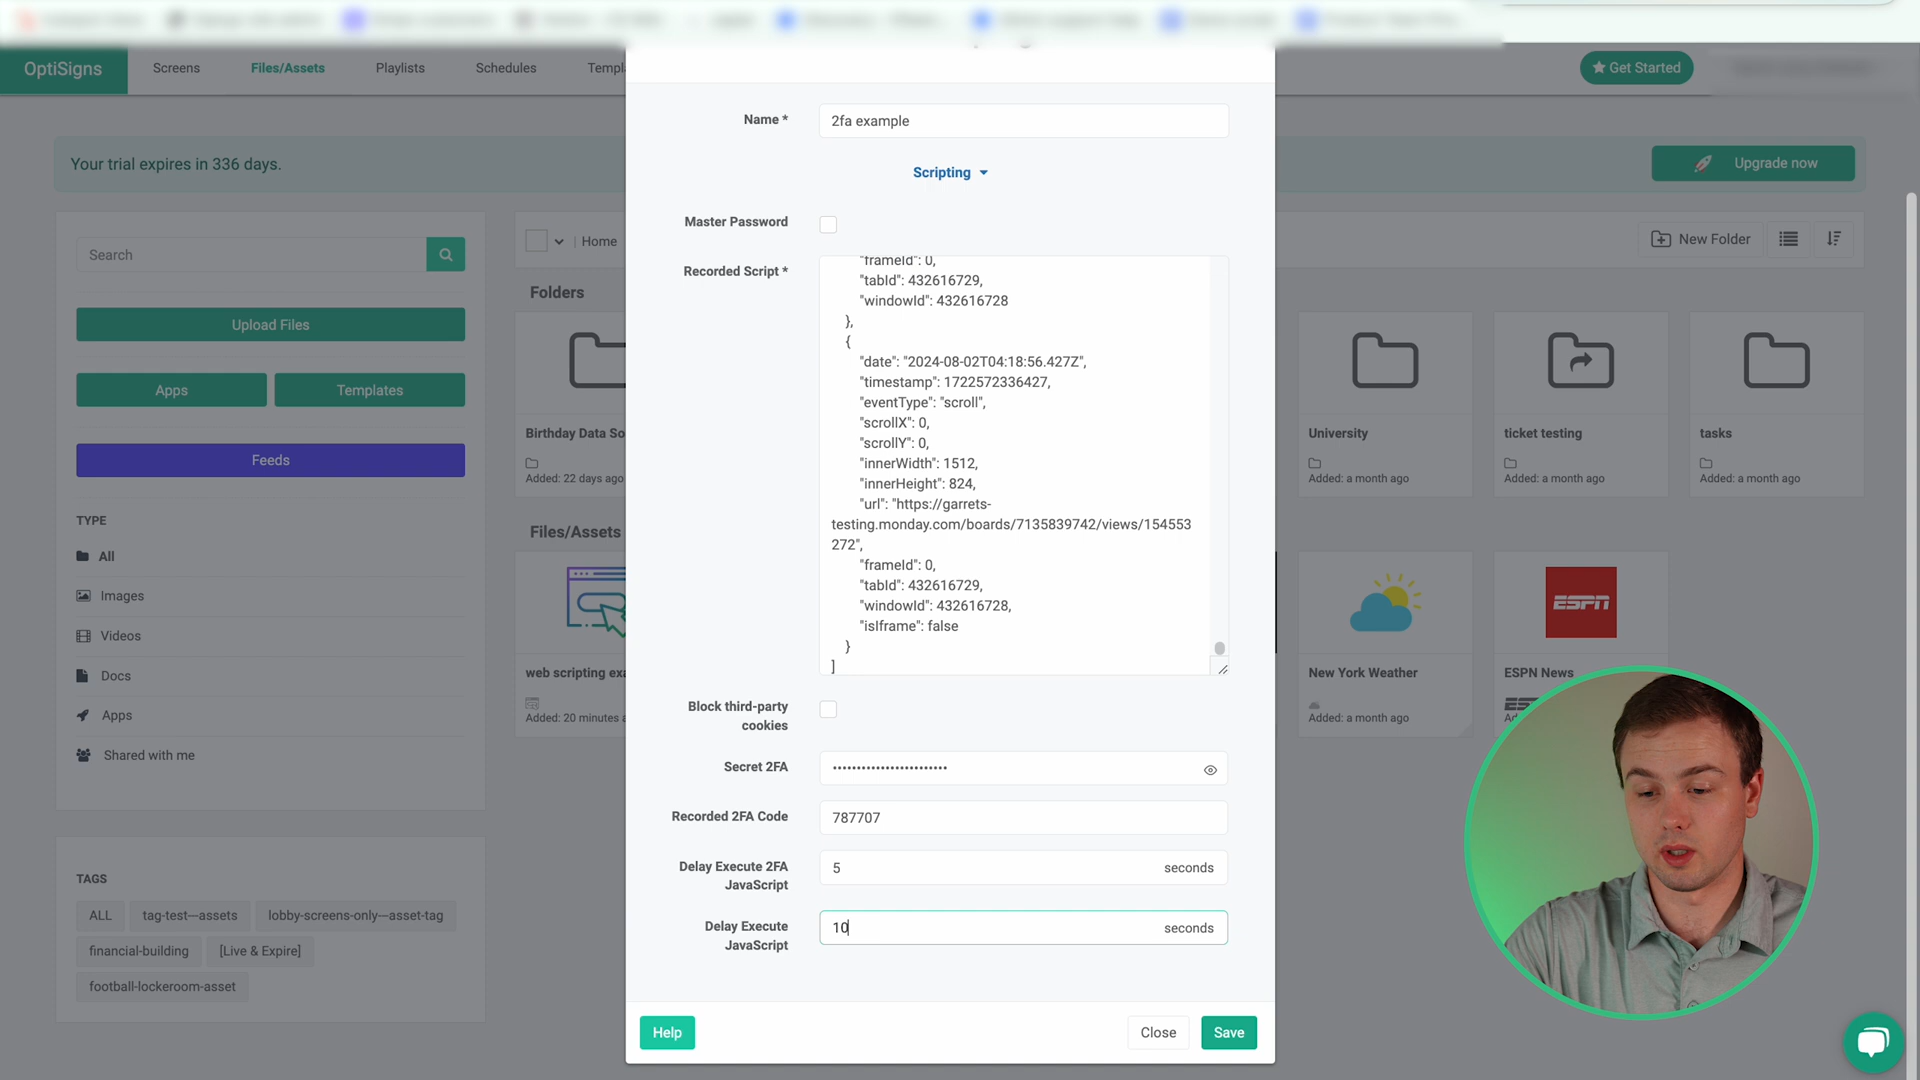 OptiSigns
Screens
Files/Assets
Playlists
Schedules
Templ
Get Started
Your trial expires in 336 days.
Upgrade now
Search
Upload Files
Apps
Templates
Feeds
TYPE
All
Images
Videos
Docs
Apps
Shared with me
TAGS
ALL
tag-test---assets
lobby-screens-only---asset-tag
financial-building
[Live & Expire]
football-lockeroom-asset
Home
New Folder
Folders
Birthday Data So
Added: 22 days ago
University
Added: a month ago
ticket testing
Added: a month ago
tasks
Added: a month ago
Files/Assets
web scripting exa
Added: 20 minutes a
New York Weather
Added: a month ago
ESPN
ESPN News
Name *
2fa example
Scripting
Master Password
Recorded Script *
"frameId": 0,
"tabId": 432616729,
"windowId": 432616728
},
{
"date": "2024-08-02T04:18:56.427Z",
"timestamp": 1722572336427,
"eventType": "scroll",
"scrollX": 0,
"scrollY": 0,
"innerWidth": 1512,
"innerHeight": 824,
"url": "https://garrets-
testing.monday.com/boards/7135839742/views/154553
272",
"frameId": 0,
"tabId": 432616729,
"windowId": 432616728,
"isIframe": false
}
]
Block third-party
cookies
Secret 2FA
Recorded 2FA Code
787707
Delay Execute 2FA
JavaScript
5
seconds
Delay Execute
JavaScript
10
seconds
Help
Close
Save